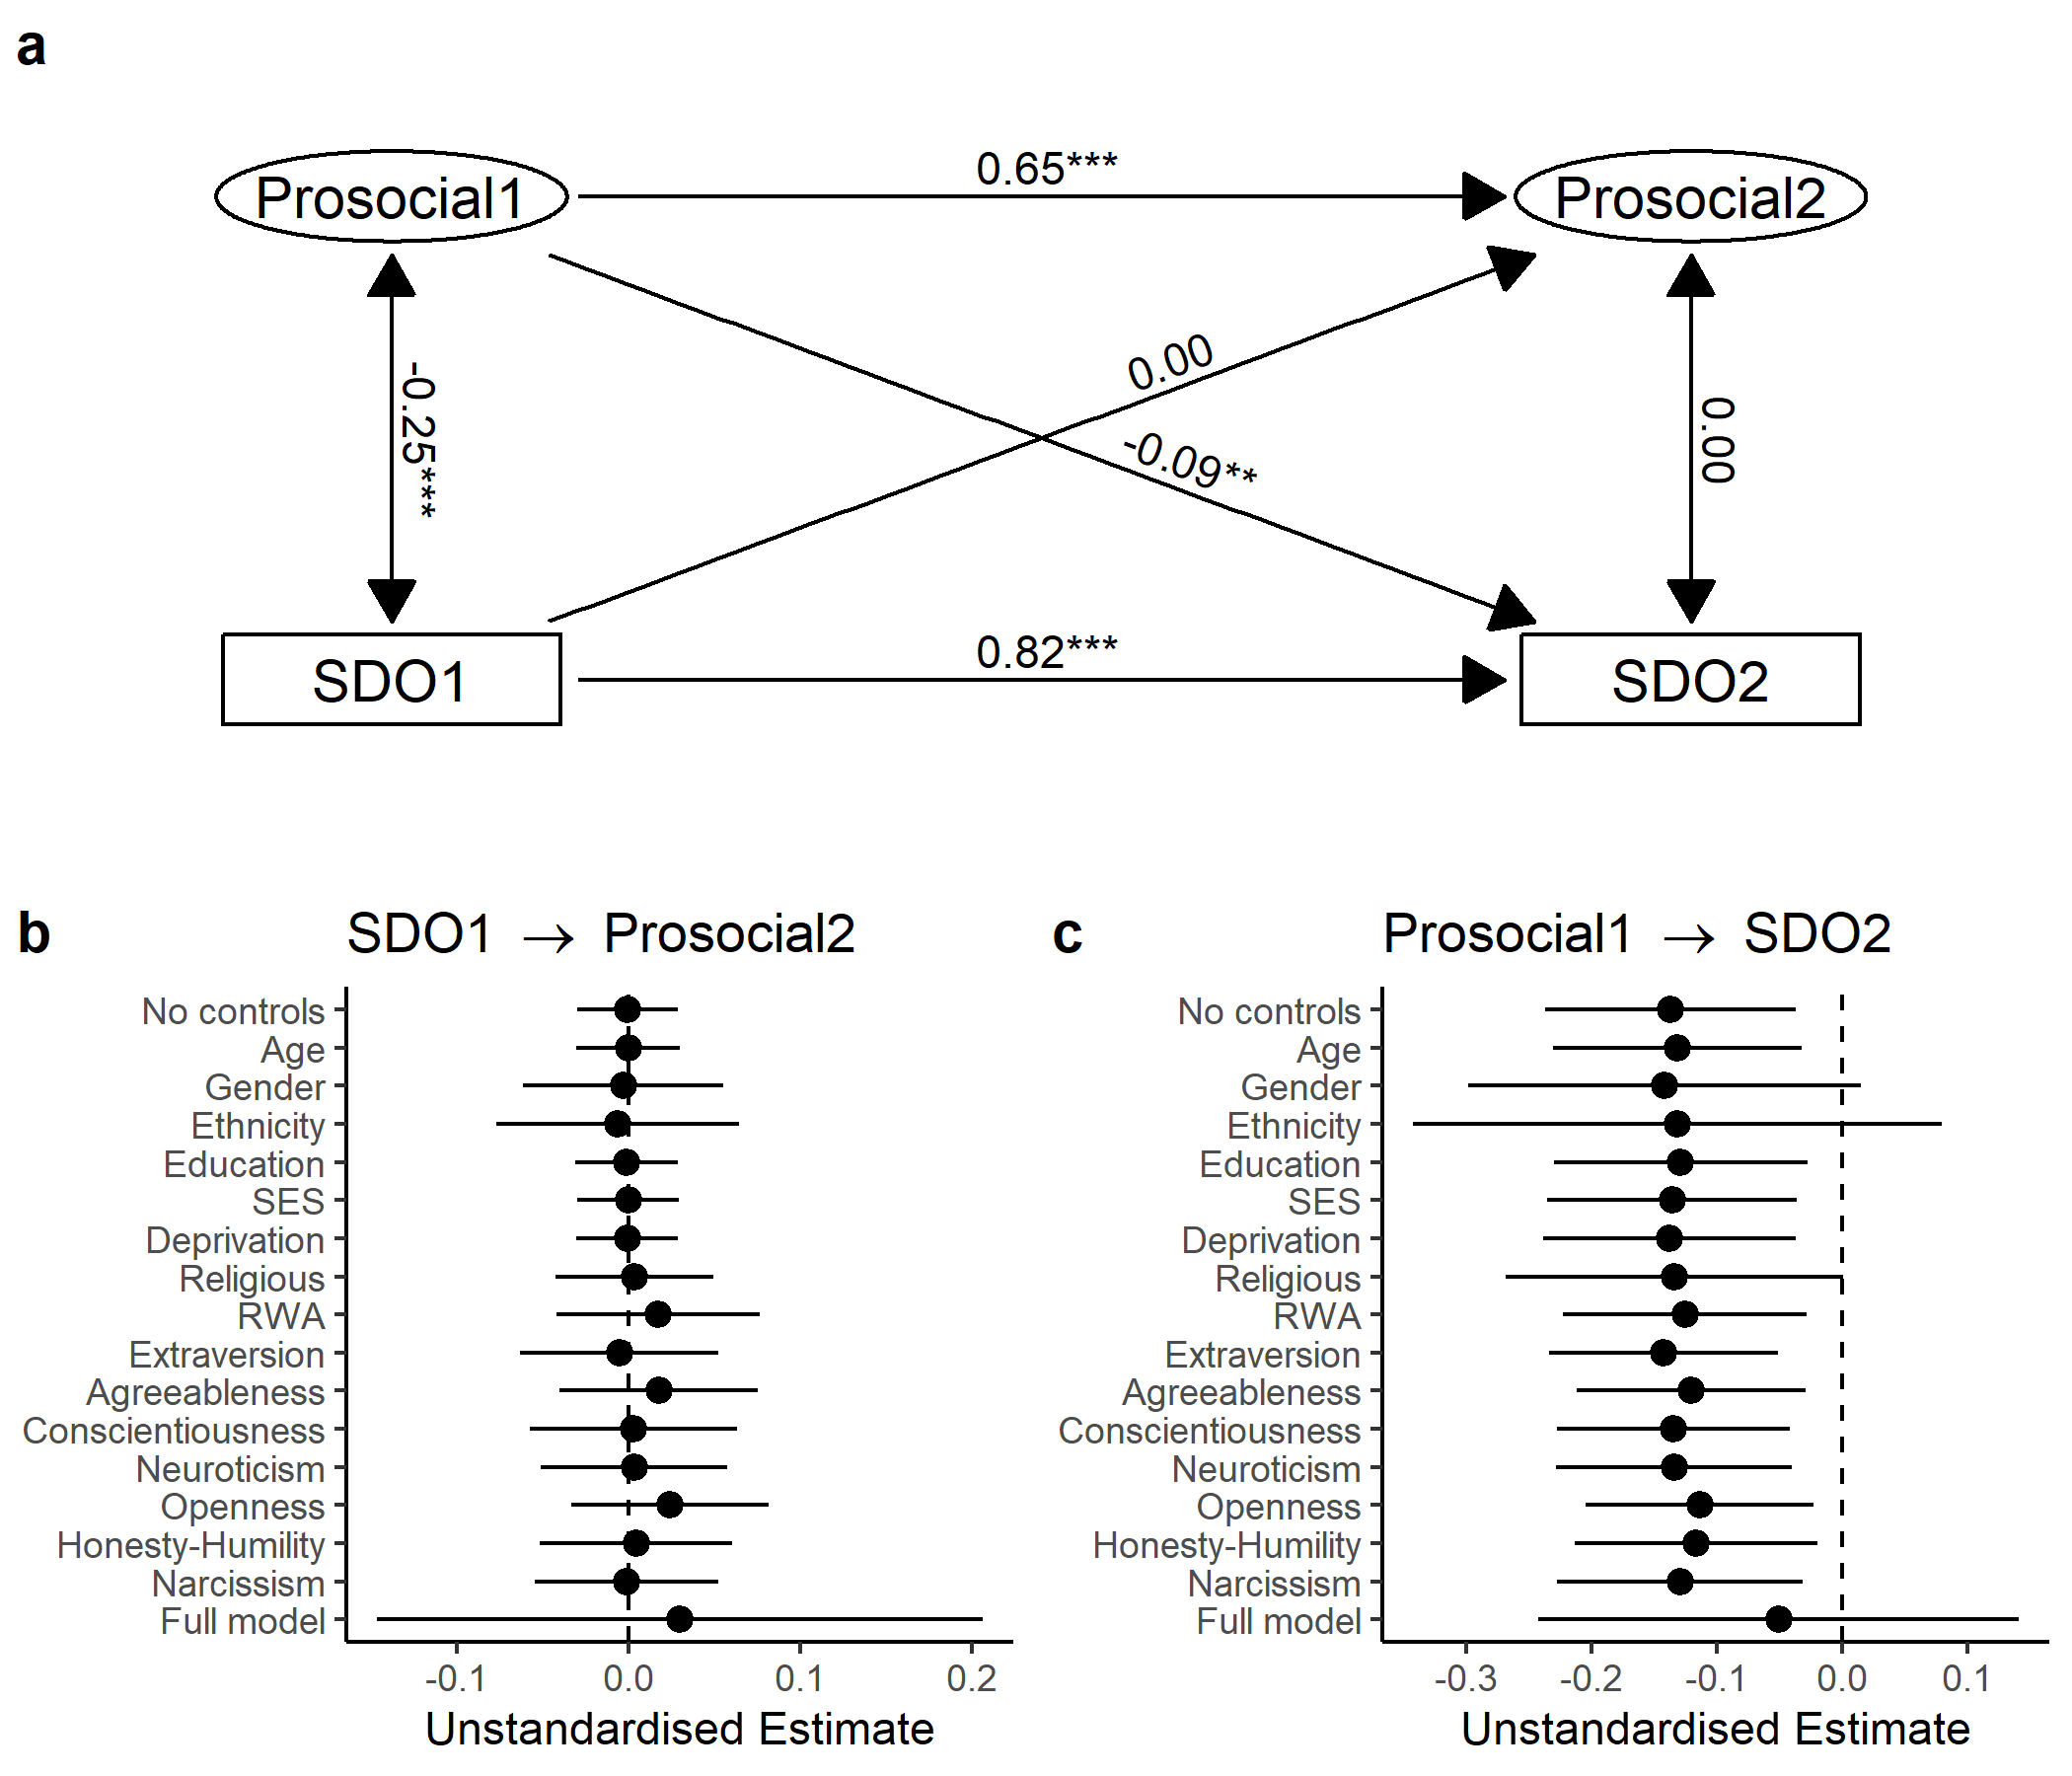 a
0.65***
Prosocial1
Prosocial2
0.00
-0.25***
-0.09**
0.00
0.82***
SDO1
SDO2
b
SDO1 → Prosocial2
No controls
Age
Gender
Ethnicity
Education
SES
Deprivation
Religious
RWA
Extraversion
Agreeableness
Conscientiousness
Neuroticism
Openness
Honesty-Humility
Narcissism
Full model
-0.1 0.0 0.1 0.2
Unstandardised Estimate
c
Prosocial1 → SDO2
No controls
Age
Gender
Ethnicity
Education
SES
Deprivation
Religious
RWA
Extraversion
Agreeableness
Conscientiousness
Neuroticism
Openness
Honesty-Humility
Narcissism
Full model
-0.3 -0.2 -0.1 0.0 0.1
Unstandardised Estimate